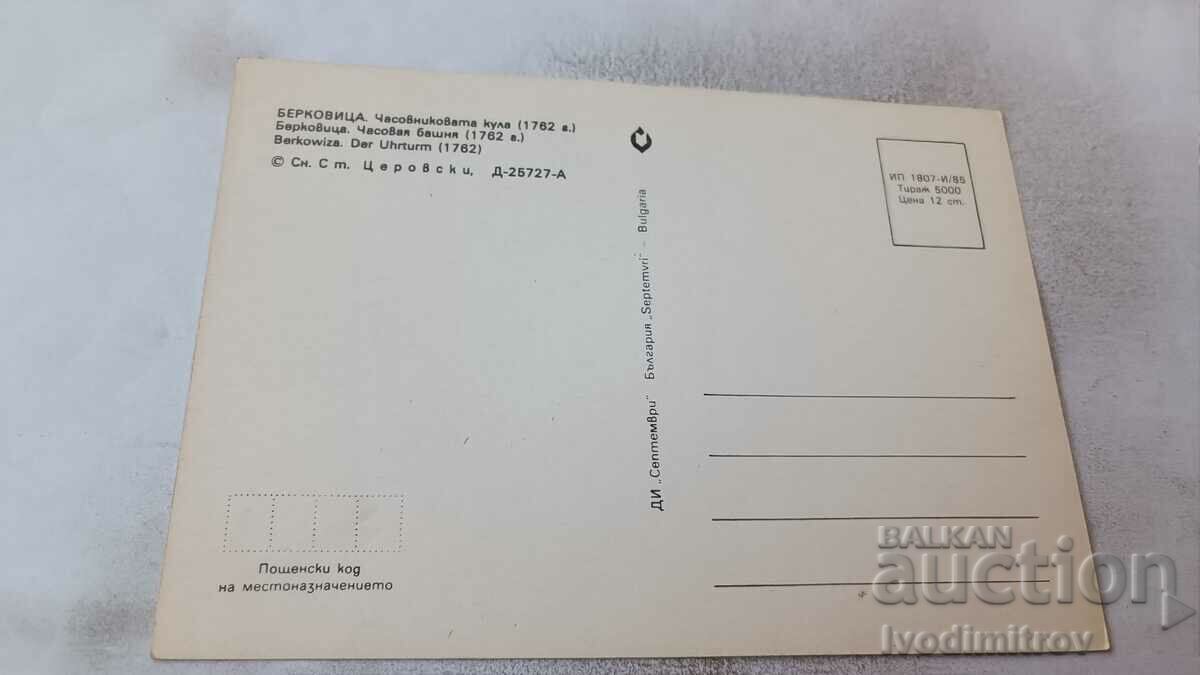 БЕРКОВИЦА. Часовниковата кула (1762 г.)
Берковица. Часовая башня (1762 г.)
Berkowiza. Der Uhrturm (1762)
© Сн. Ст. Церовски, Д-25727-А
ДИ „Септември" България „Septemvri" - Bulgaria
ИП 1807-И/85
Тираж 5000
Цена 12 ст.
Пощенски код
на местоназначението
BALKAN
auction
Ivodimitrov